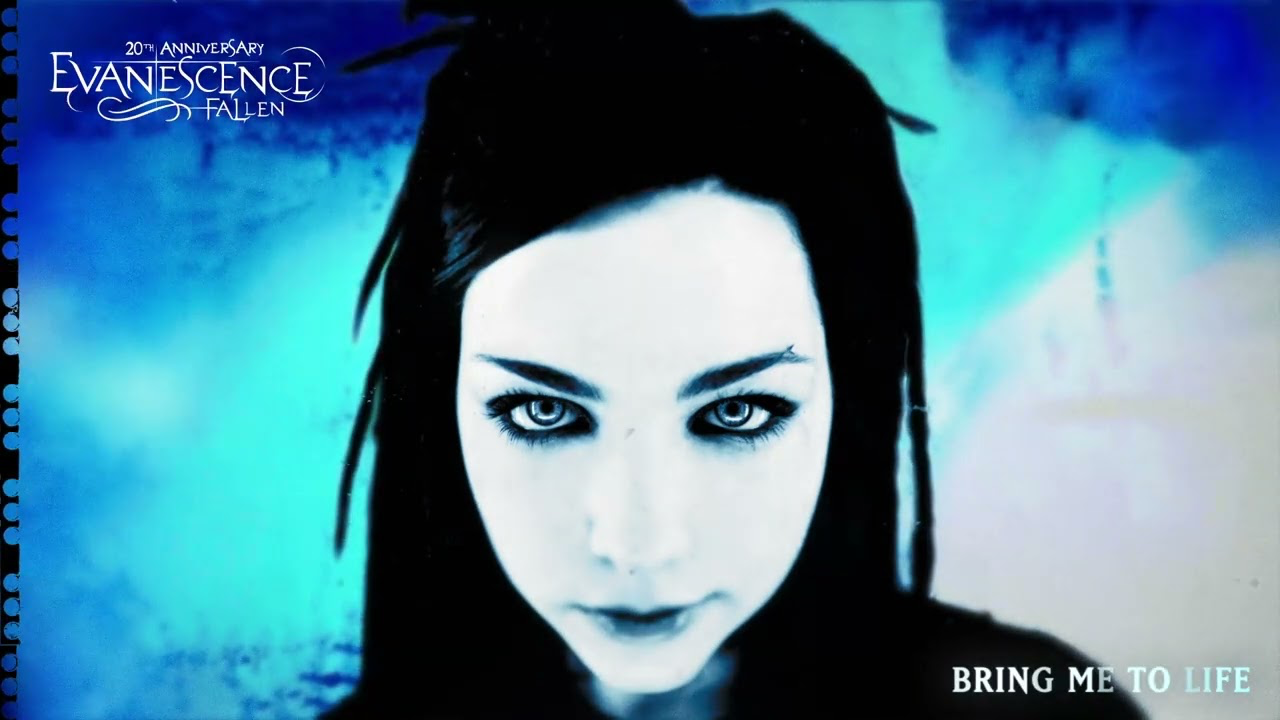 20TH ANNIVERSARY
EVANESCENCE
FALLEN
BRING ME TO LIFE